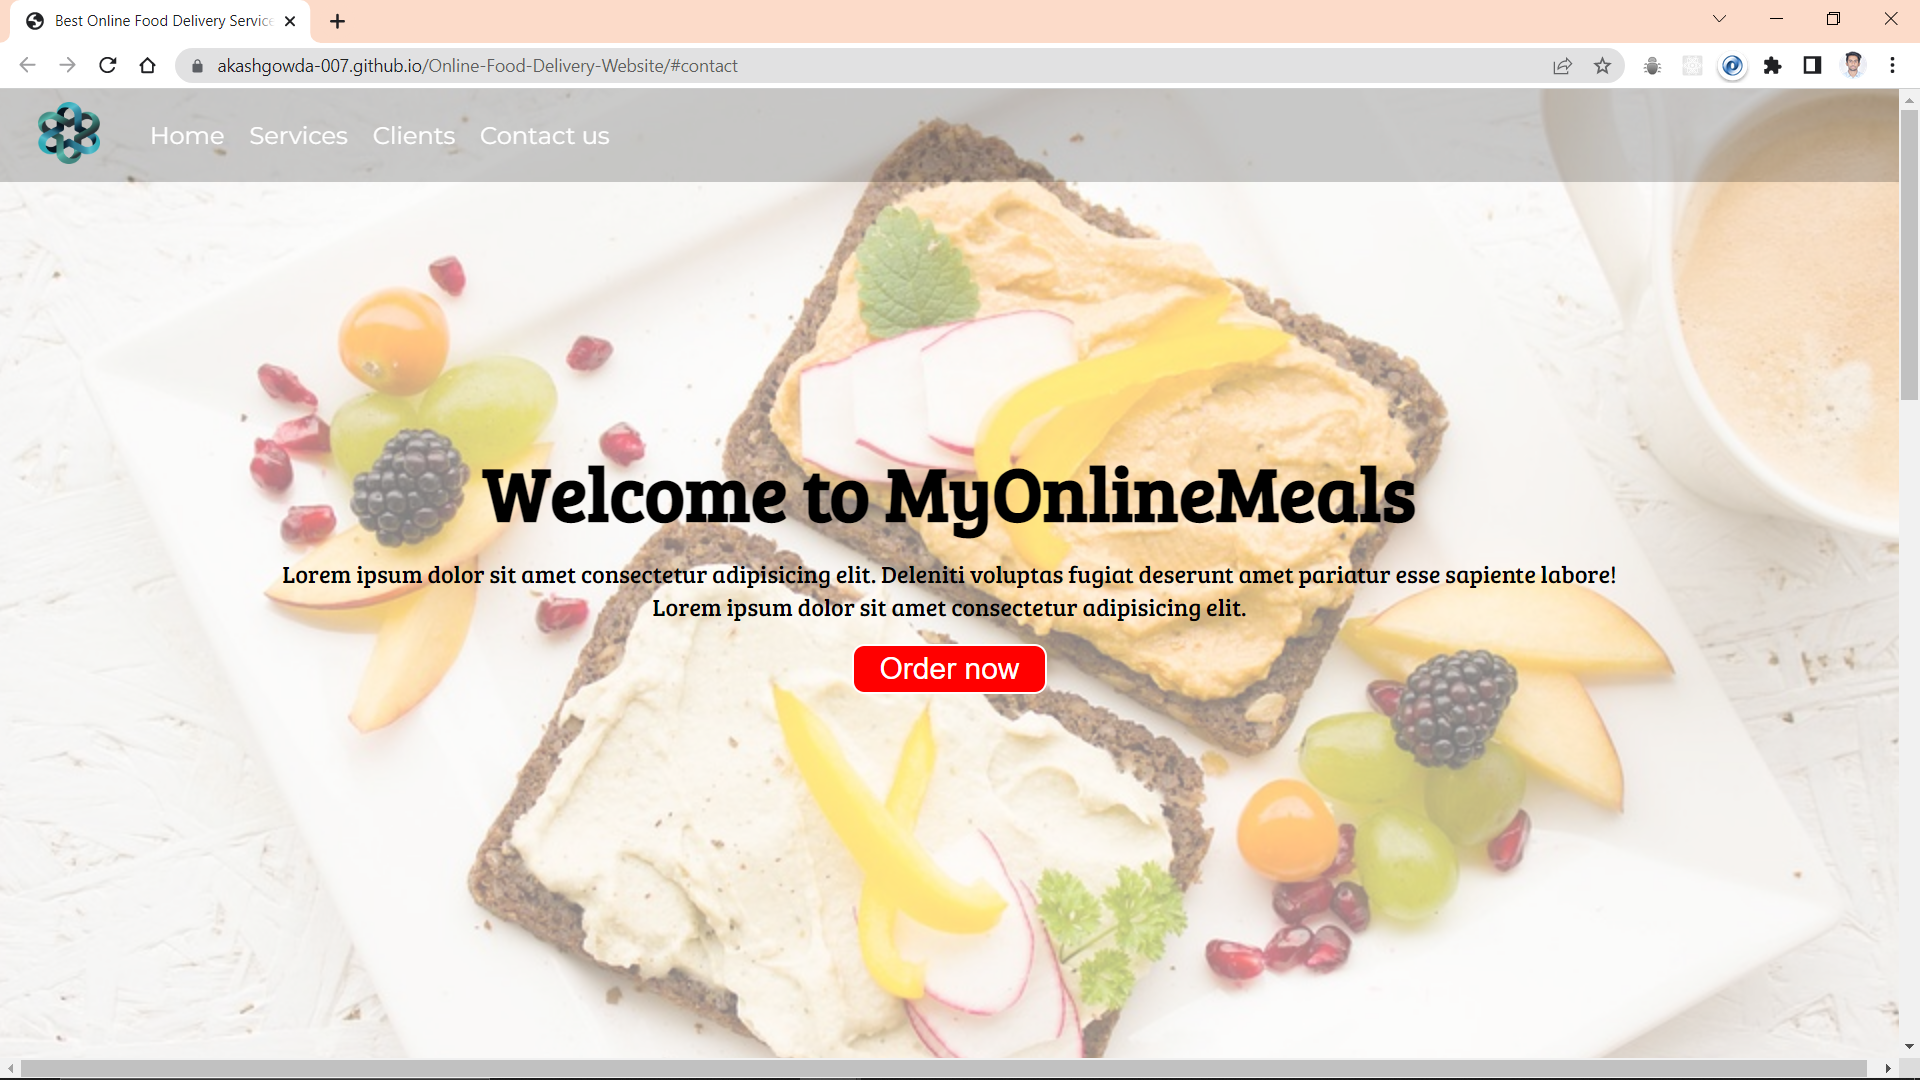 Best Online Food Delivery Service
akashgowda-007.github.io/Online-Food-Delivery-Website/#contact
Home Services Clients Contact us
Welcome to MyOnlineMeals
Lorem ipsum dolor sit amet consectetur adipisicing elit. Deleniti voluptas fugiat deserunt amet pariatur esse sapiente labore!
Lorem ipsum dolor sit amet consectetur adipisicing elit.
Order now